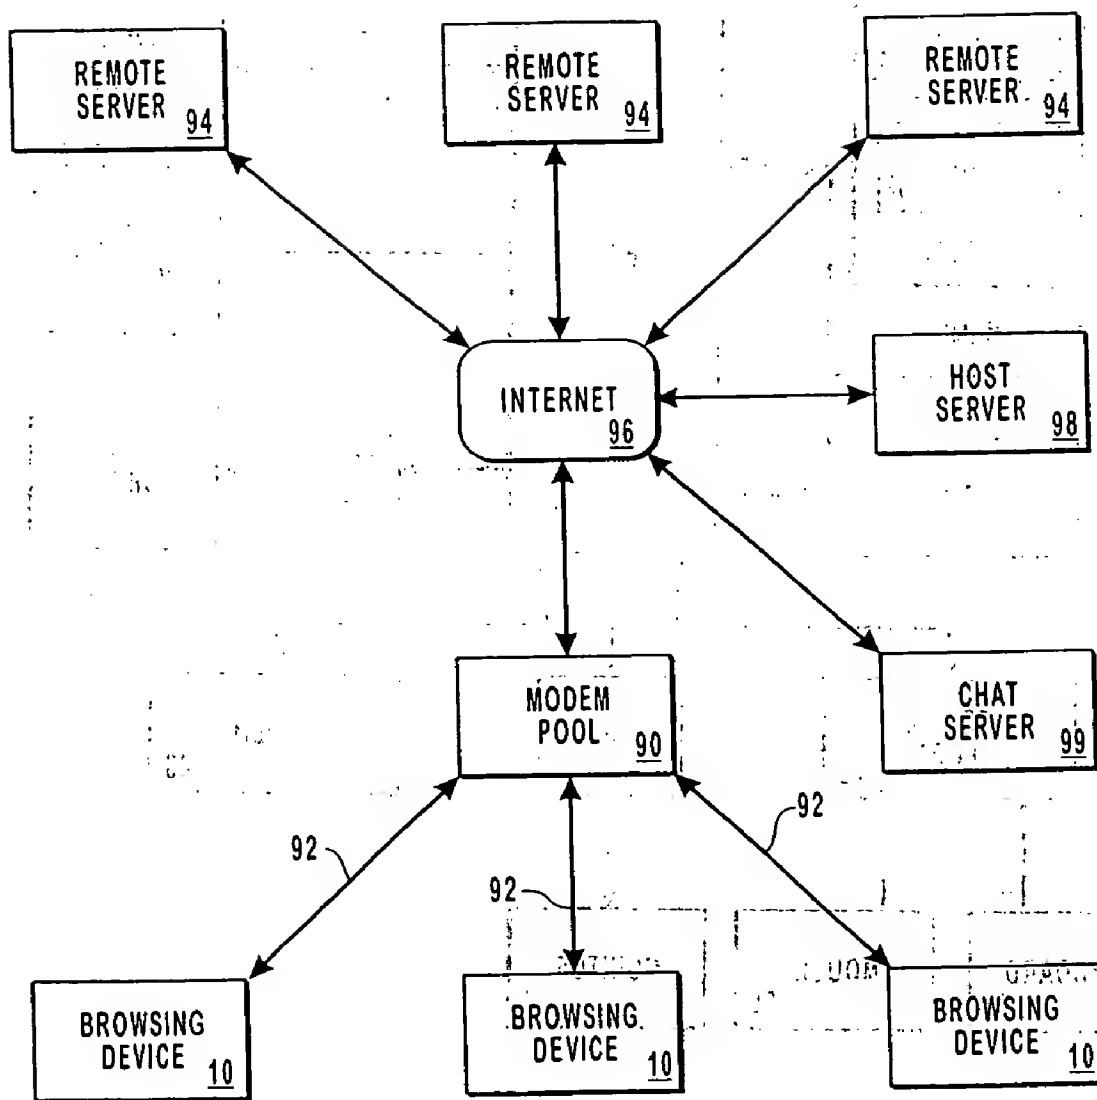 REMOTE
SERVER
94
REMOTE
SERVER
94
REMOTE
SERVER
94
INTERNET
96
HOST
SERVER
98
MODEM
POOL
90
CHAT
SERVER
99
92
92
92
BROWSING
DEVICE
10
BROWSING
DEVICE
10
BROWSING
DEVICE
10